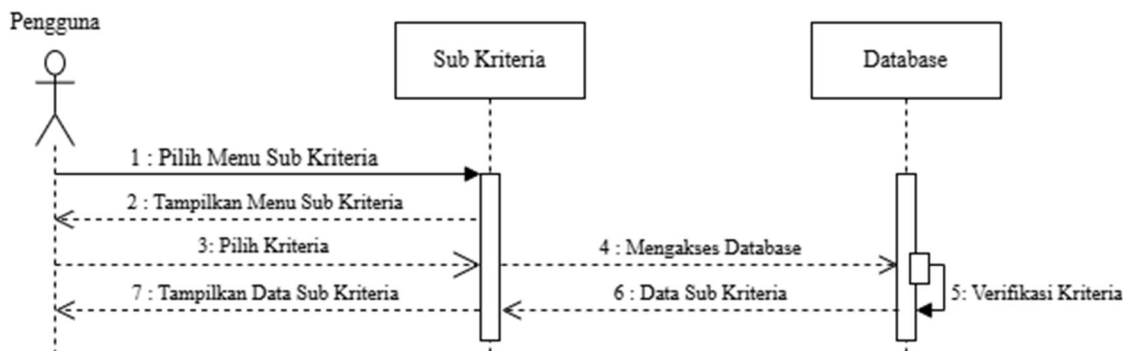 Pengguna
Sub Kriteria
Database
1 : Pilih Menu Sub Kriteria
2 : Tampilkan Menu Sub Kriteria
3: Pilih Kriteria
4 : Mengakses Database
5: Verifikasi Kriteria
6 : Data Sub Kriteria
7 : Tampilkan Data Sub Kriteria